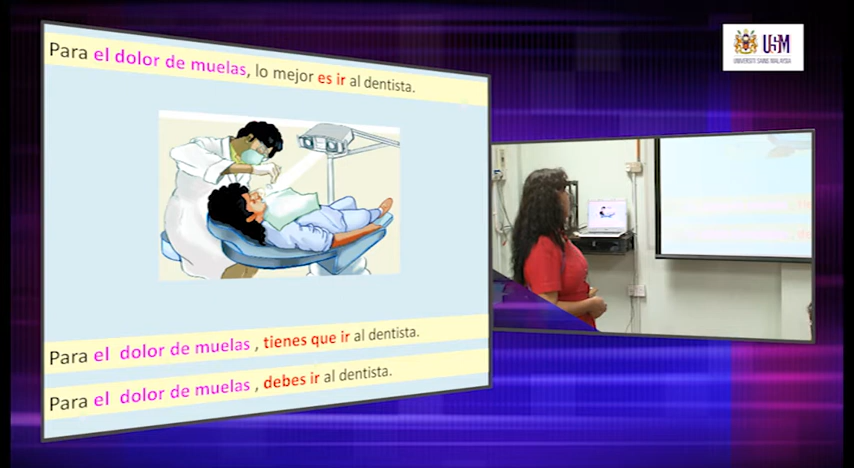 Para el dolor de muelas, lo mejor es ir al dentista.
USM
UNIVERSITI SAINS MALAYSIA
Para el dolor de muelas , tienes que ir al dentista.
Para el dolor de muelas , debes ir al dentista.